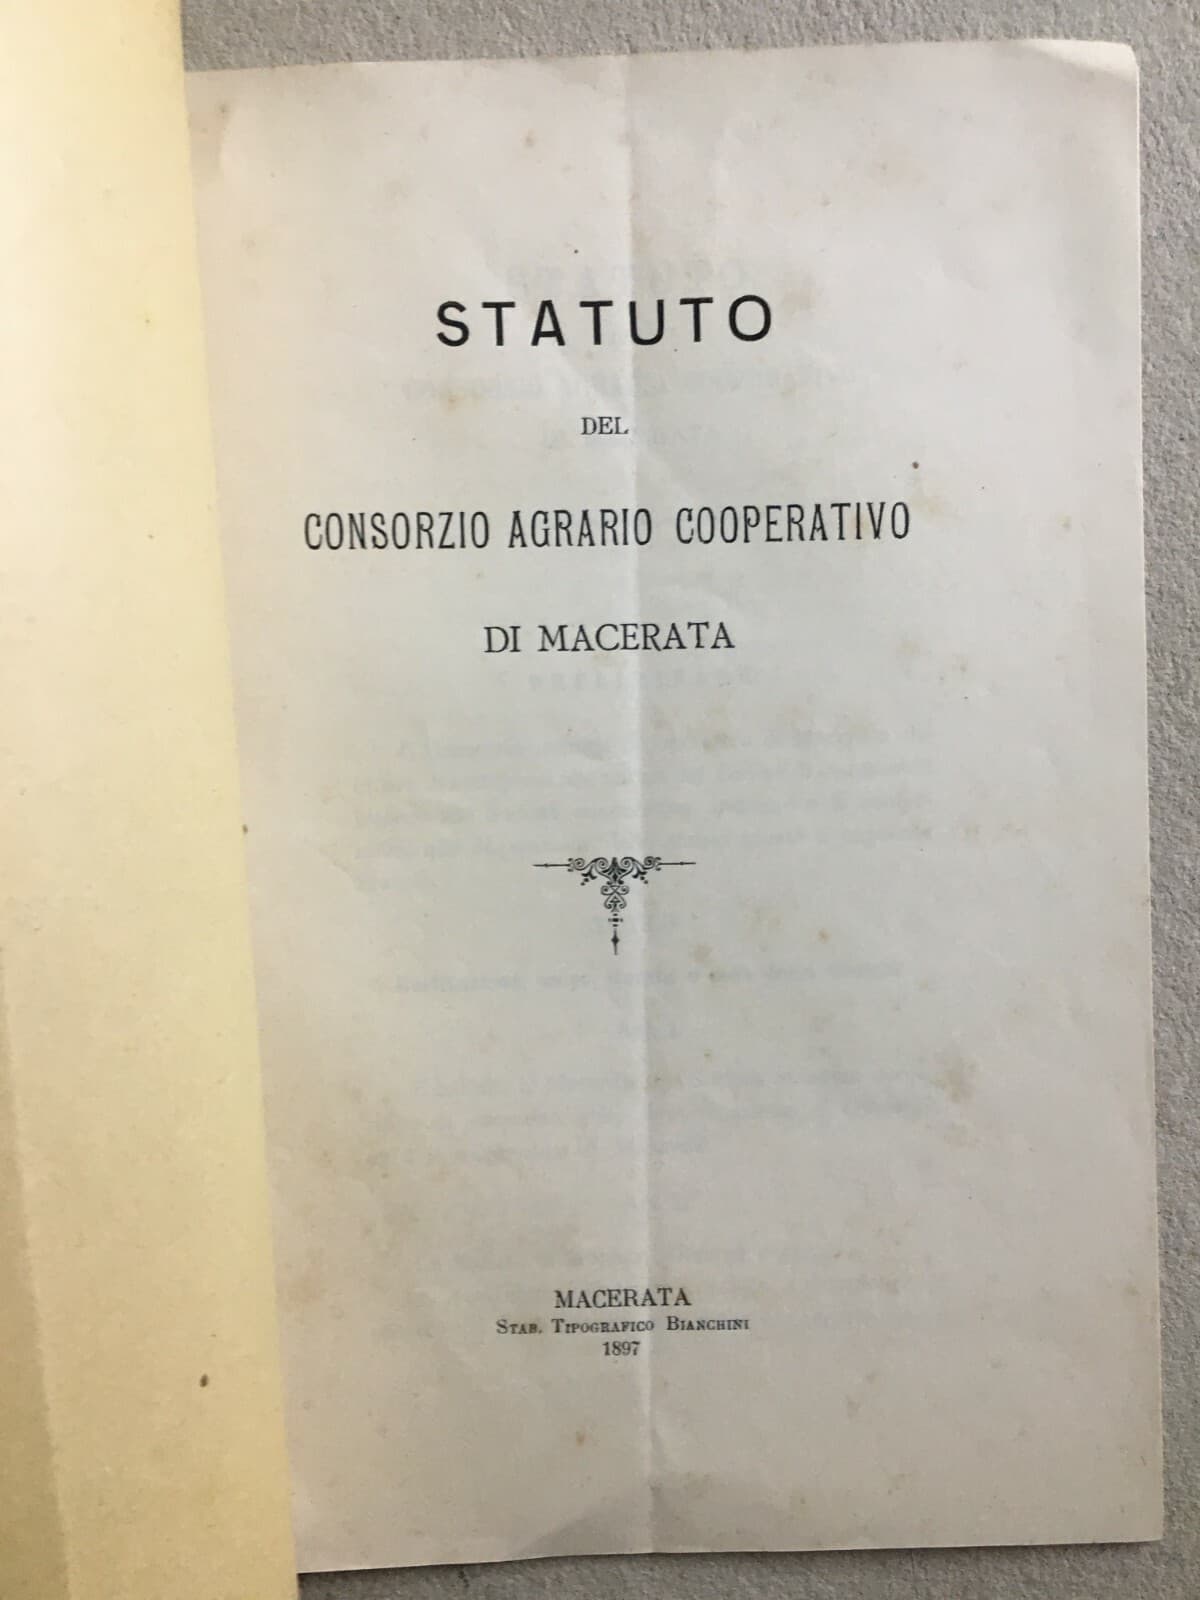 STATUTO
DEL
CONSORZIO AGRARIO COOPERATIVO
DI MACERATA
MACERATA
STAB. TIPOGRAFICO BIANCHINI
1897